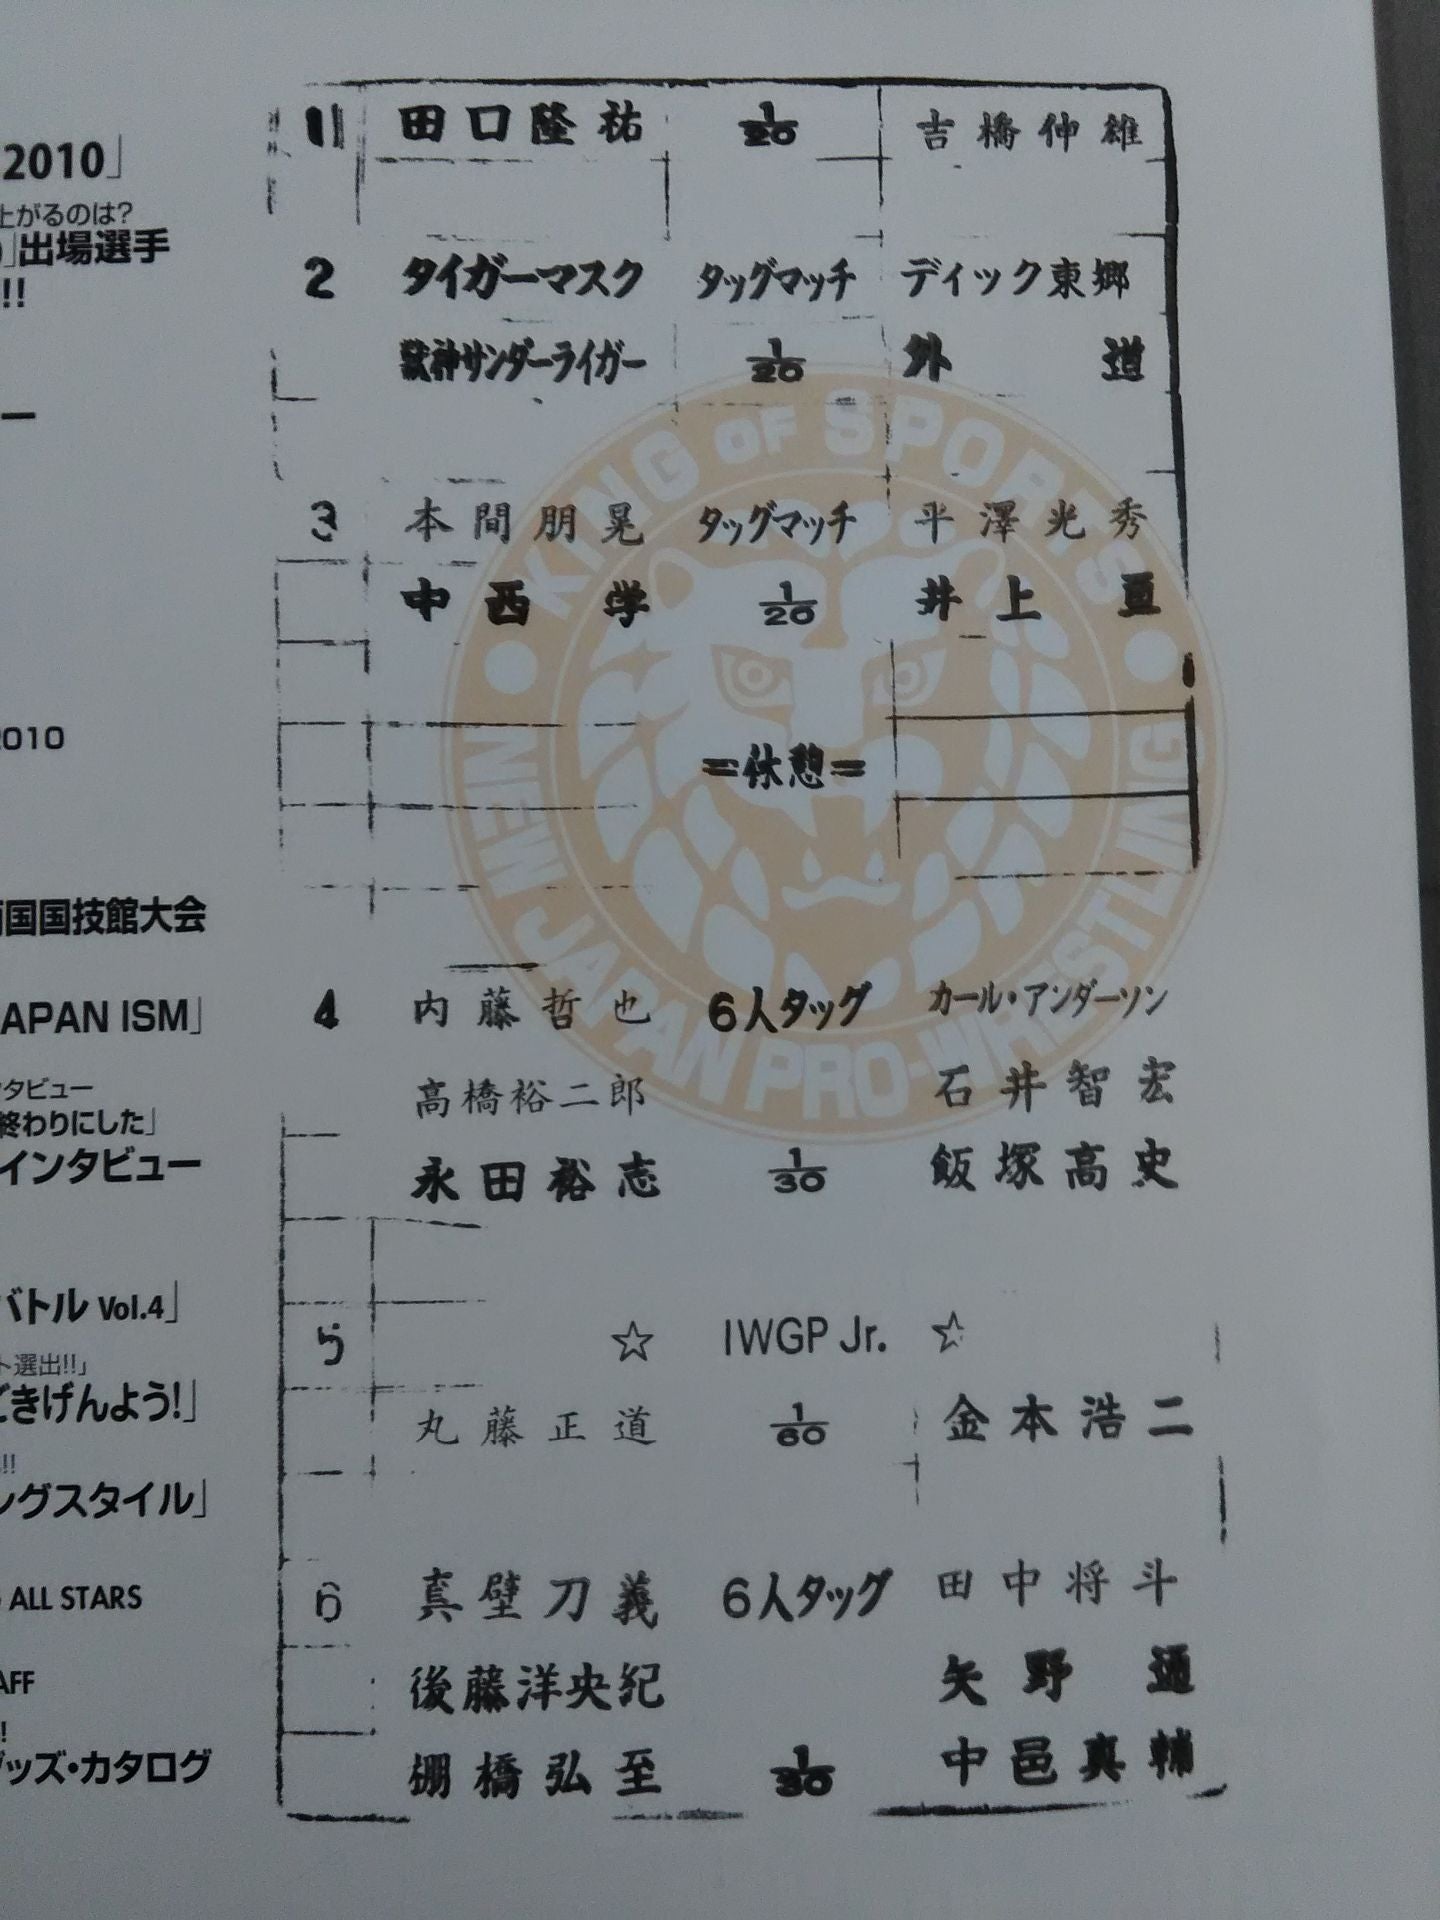 2010」
上がるのは?
」出場選手
!!
ー
2010
両国国技館大会
JAPAN ISM」
タビュー
終わりにした」
インタビュー
バトル Vol.4」
ト選出!!」
ごきげんよう!」
!!
ングスタイル」
ALL STARS
AFF
!
グッズ・カタログ
1 田口隆祐 1/20 吉橋伸雄
2 タイガーマスク タッグマッチ ディック東郷
獣神サンダーライガー 1/20 外道
3 本間朋晃 タッグマッチ 平澤光秀
中西学 1/20 井上亘
=休憩=
4 内藤哲也 6人タッグ カール・アンダーソン
高橋裕二郎 石井智宏
永田裕志 1/30 飯塚高史
5 ☆ IWGP Jr. ☆
丸藤正道 1/60 金本浩二
6 真壁刀義 6人タッグ 田中将斗
後藤洋央紀 矢野通
棚橋弘至 1/30 中邑真輔
KING OF SPORTS
NEW JAPAN PRO-WRESTLING